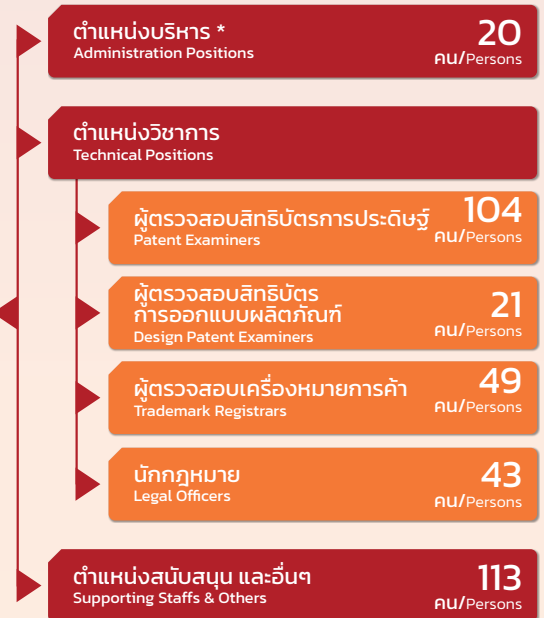 ตำแหน่งบริหาร *
Administration Positions
20
คน/Persons
ตำแหน่งวิชาการ
Technical Positions
ผู้ตรวจสอบสิทธิบัตรการประดิษฐ์
Patent Examiners
104
คน/Persons
ผู้ตรวจสอบสิทธิบัตร
การออกแบบผลิตภัณฑ์
Design Patent Examiners
21
คน/Persons
ผู้ตรวจสอบเครื่องหมายการค้า
Trademark Registrars
49
คน/Persons
นักกฎหมาย
Legal Officers
43
คน/Persons
ตำแหน่งสนับสนุน และอื่นๆ
Supporting Staffs & Others
113
คน/Persons